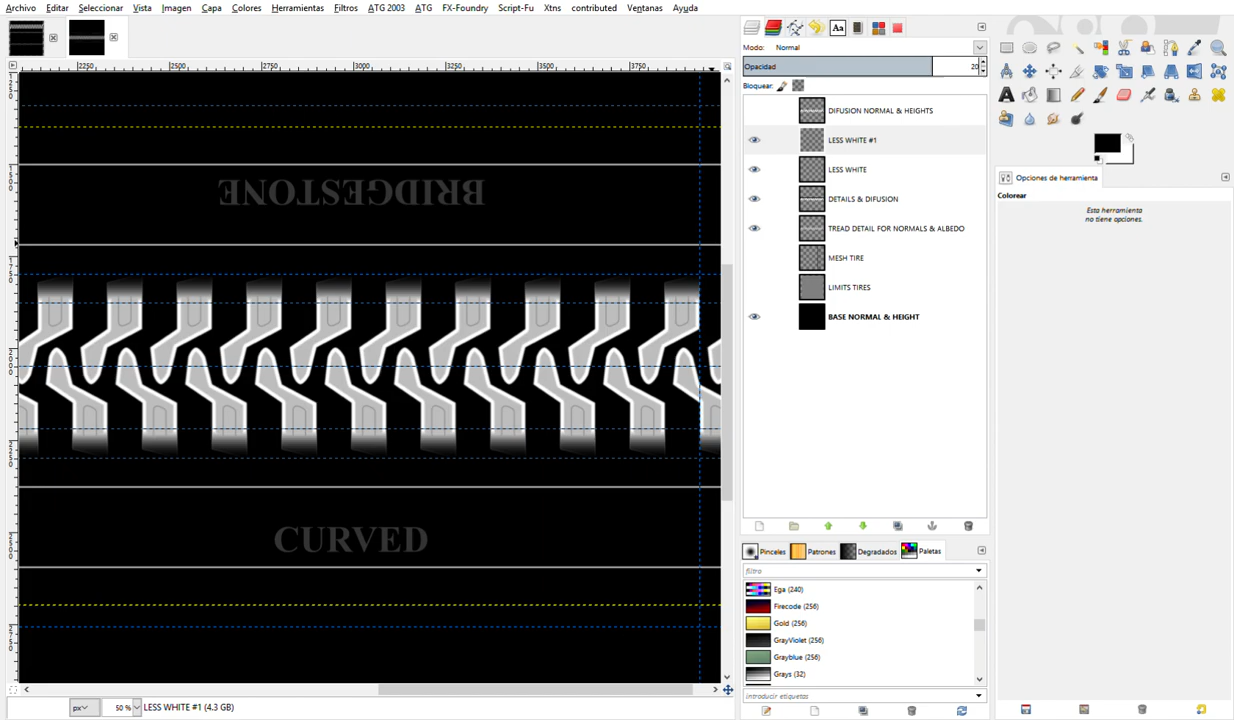 Archivo Editar Seleccionar Vista Imagen Capa Colores Herramientas Filtros ATG 2003 ATG FX-Foundry Script-Fu Xtns contributed Ventanas Ayuda
Modo: Normal
Opacidad 20
Bloquear:
2250 2500 2750 3000 3250 3500 3750
DIFUSION NORMAL & HEIGHTS
LESS WHITE #1
LESS WHITE
DETAILS & DIFUSION
TREAD DETAIL FOR NORMALS & ALBEDO
MESH TIRE
LIMITS TIRES
BASE NORMAL & HEIGHT
Opciones de herramienta
Colorear
Esta herramienta
no tiene opciones.
BRIDGESTONE
CURVED
Pinceles Patrones Degradados Paletas
filtro
Ega (240)
Firecode (256)
Gold (256)
GrayViolet (256)
Grayblue (256)
Grays (32)
introducir etiquetas
px 50 % LESS WHITE #1 (4.3 GB)